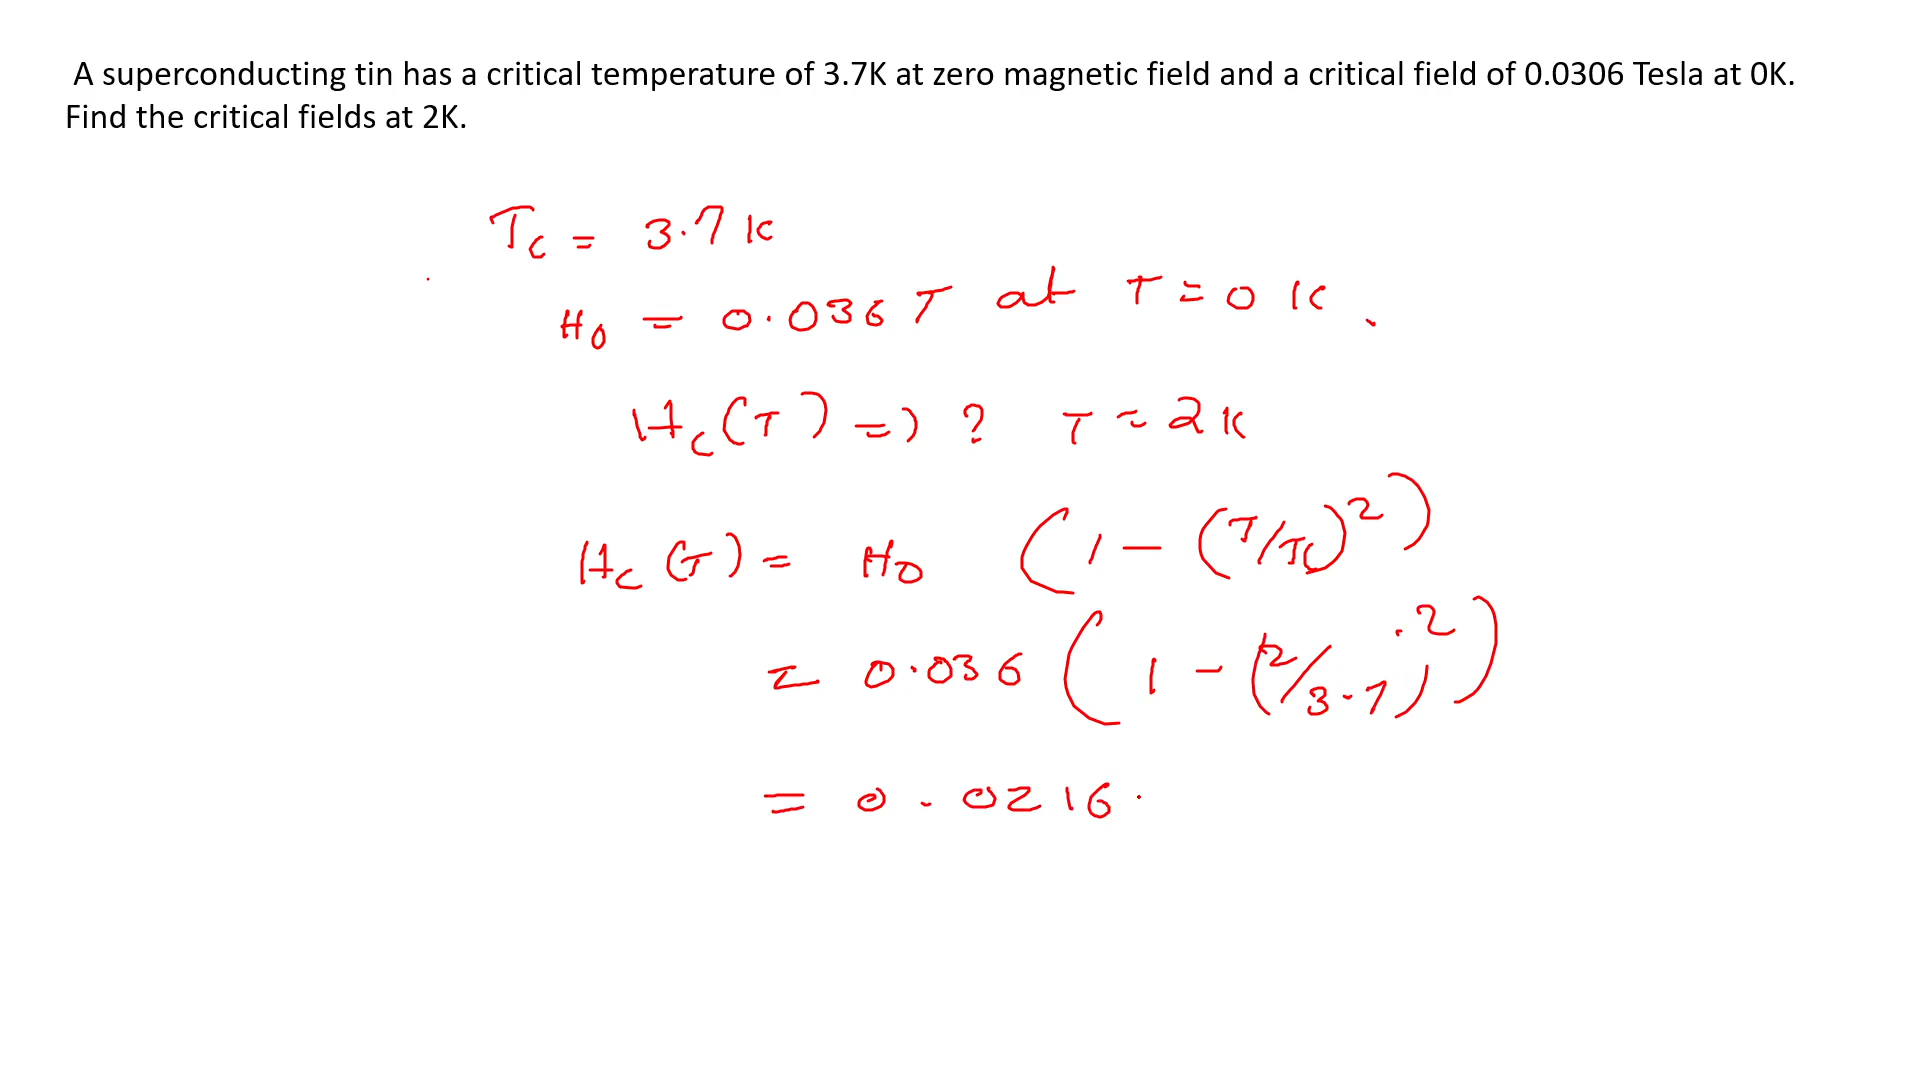 A superconducting tin has a critical temperature of 3.7K at zero magnetic field and a critical field of 0.0306 Tesla at 0K.
Find the critical fields at 2K.
Tc = 3.7 K
H0 = 0.036 T at T = 0 K.
Hc(T) => ? T = 2K
Hc(T) = H0 (1 - (T/Tc)²)
= 0.036 (1 - (2/3.7)²)
= 0.0216.